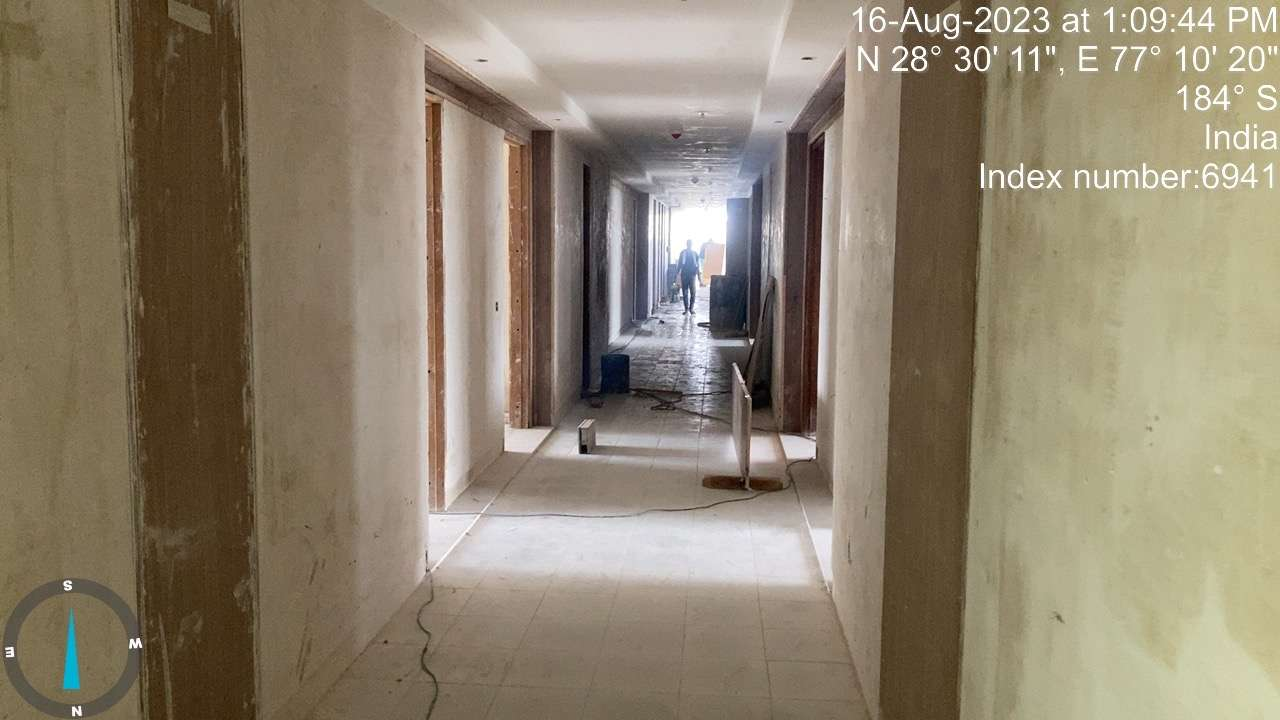 16-Aug-2023 at 1:09:44 PM
N 28° 30' 11", E 77° 10' 20"
184° S
India
Index number:6941
S
E
W
N